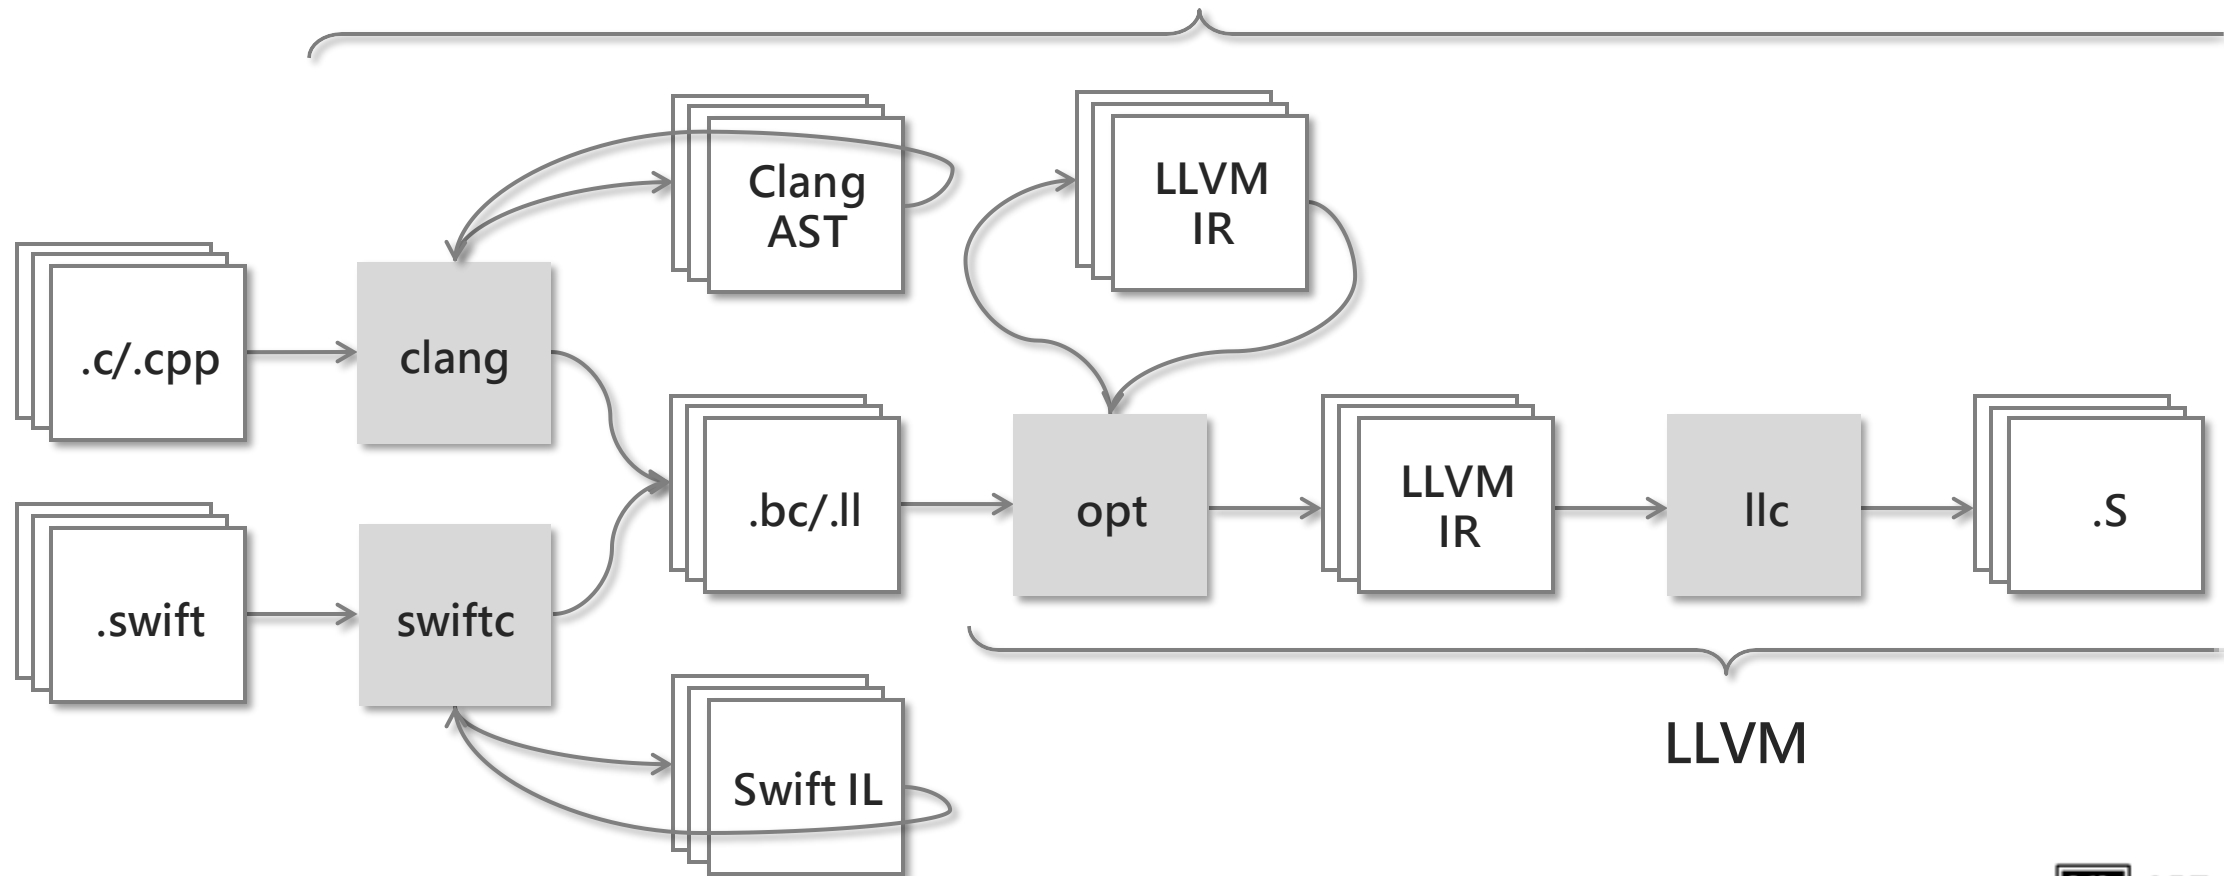 Clang
AST
LLVM
IR
.c/.cpp
clang
.bc/.ll
opt
LLVM
IR
llc
.S
.swift
swiftc
Swift IL
LLVM